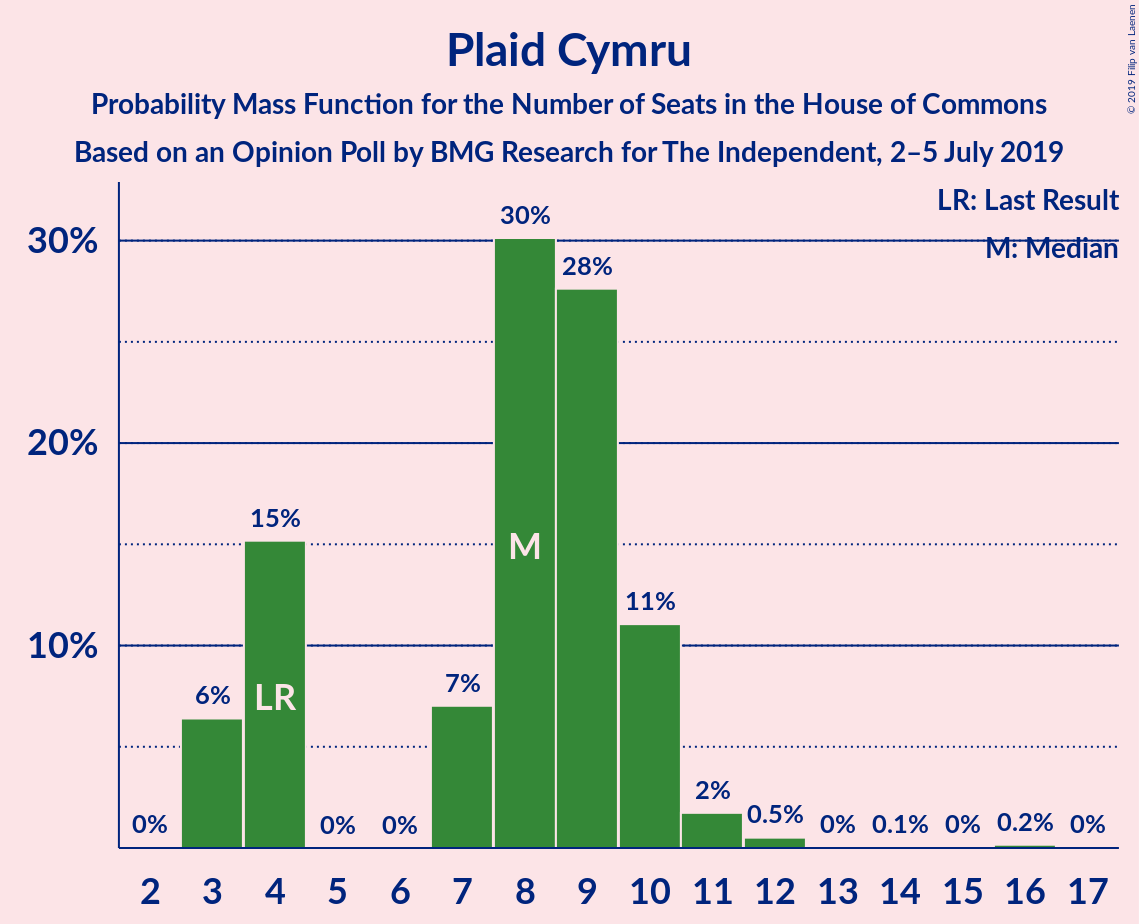 Plaid Cymru
Probability Mass Function for the Number of Seats in the House of Commons
Based on an Opinion Poll by BMG Research for The Independent, 2–5 July 2019
© 2019 Filip van Laenen
LR: Last Result
M: Median
30%
20%
10%
0%
6%
15%
0%
0%
7%
30%
28%
11%
2%
0.5%
0%
0.1%
0%
0.2%
0%
LR
M
2 3 4 5 6 7 8 9 10 11 12 13 14 15 16 17